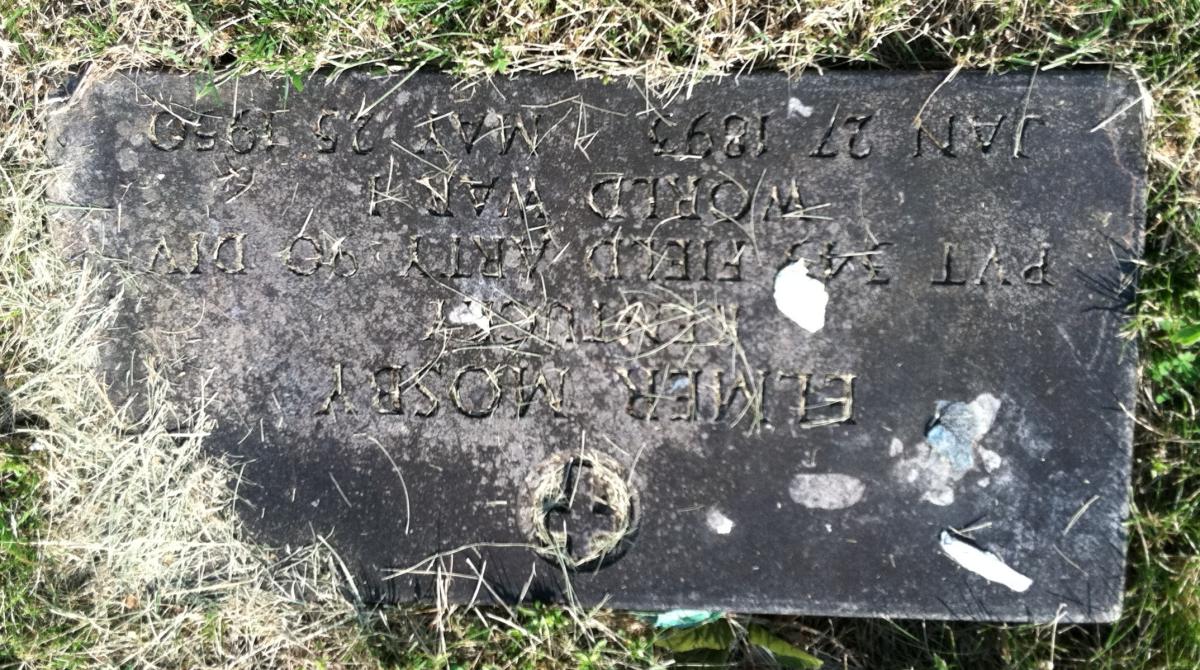 ELMER MOSBY
KENTUCKY
PVT 343 FIELD ARTY 90 DIV
WORLD WAR I
JAN 27 1893 MAY 25 1950